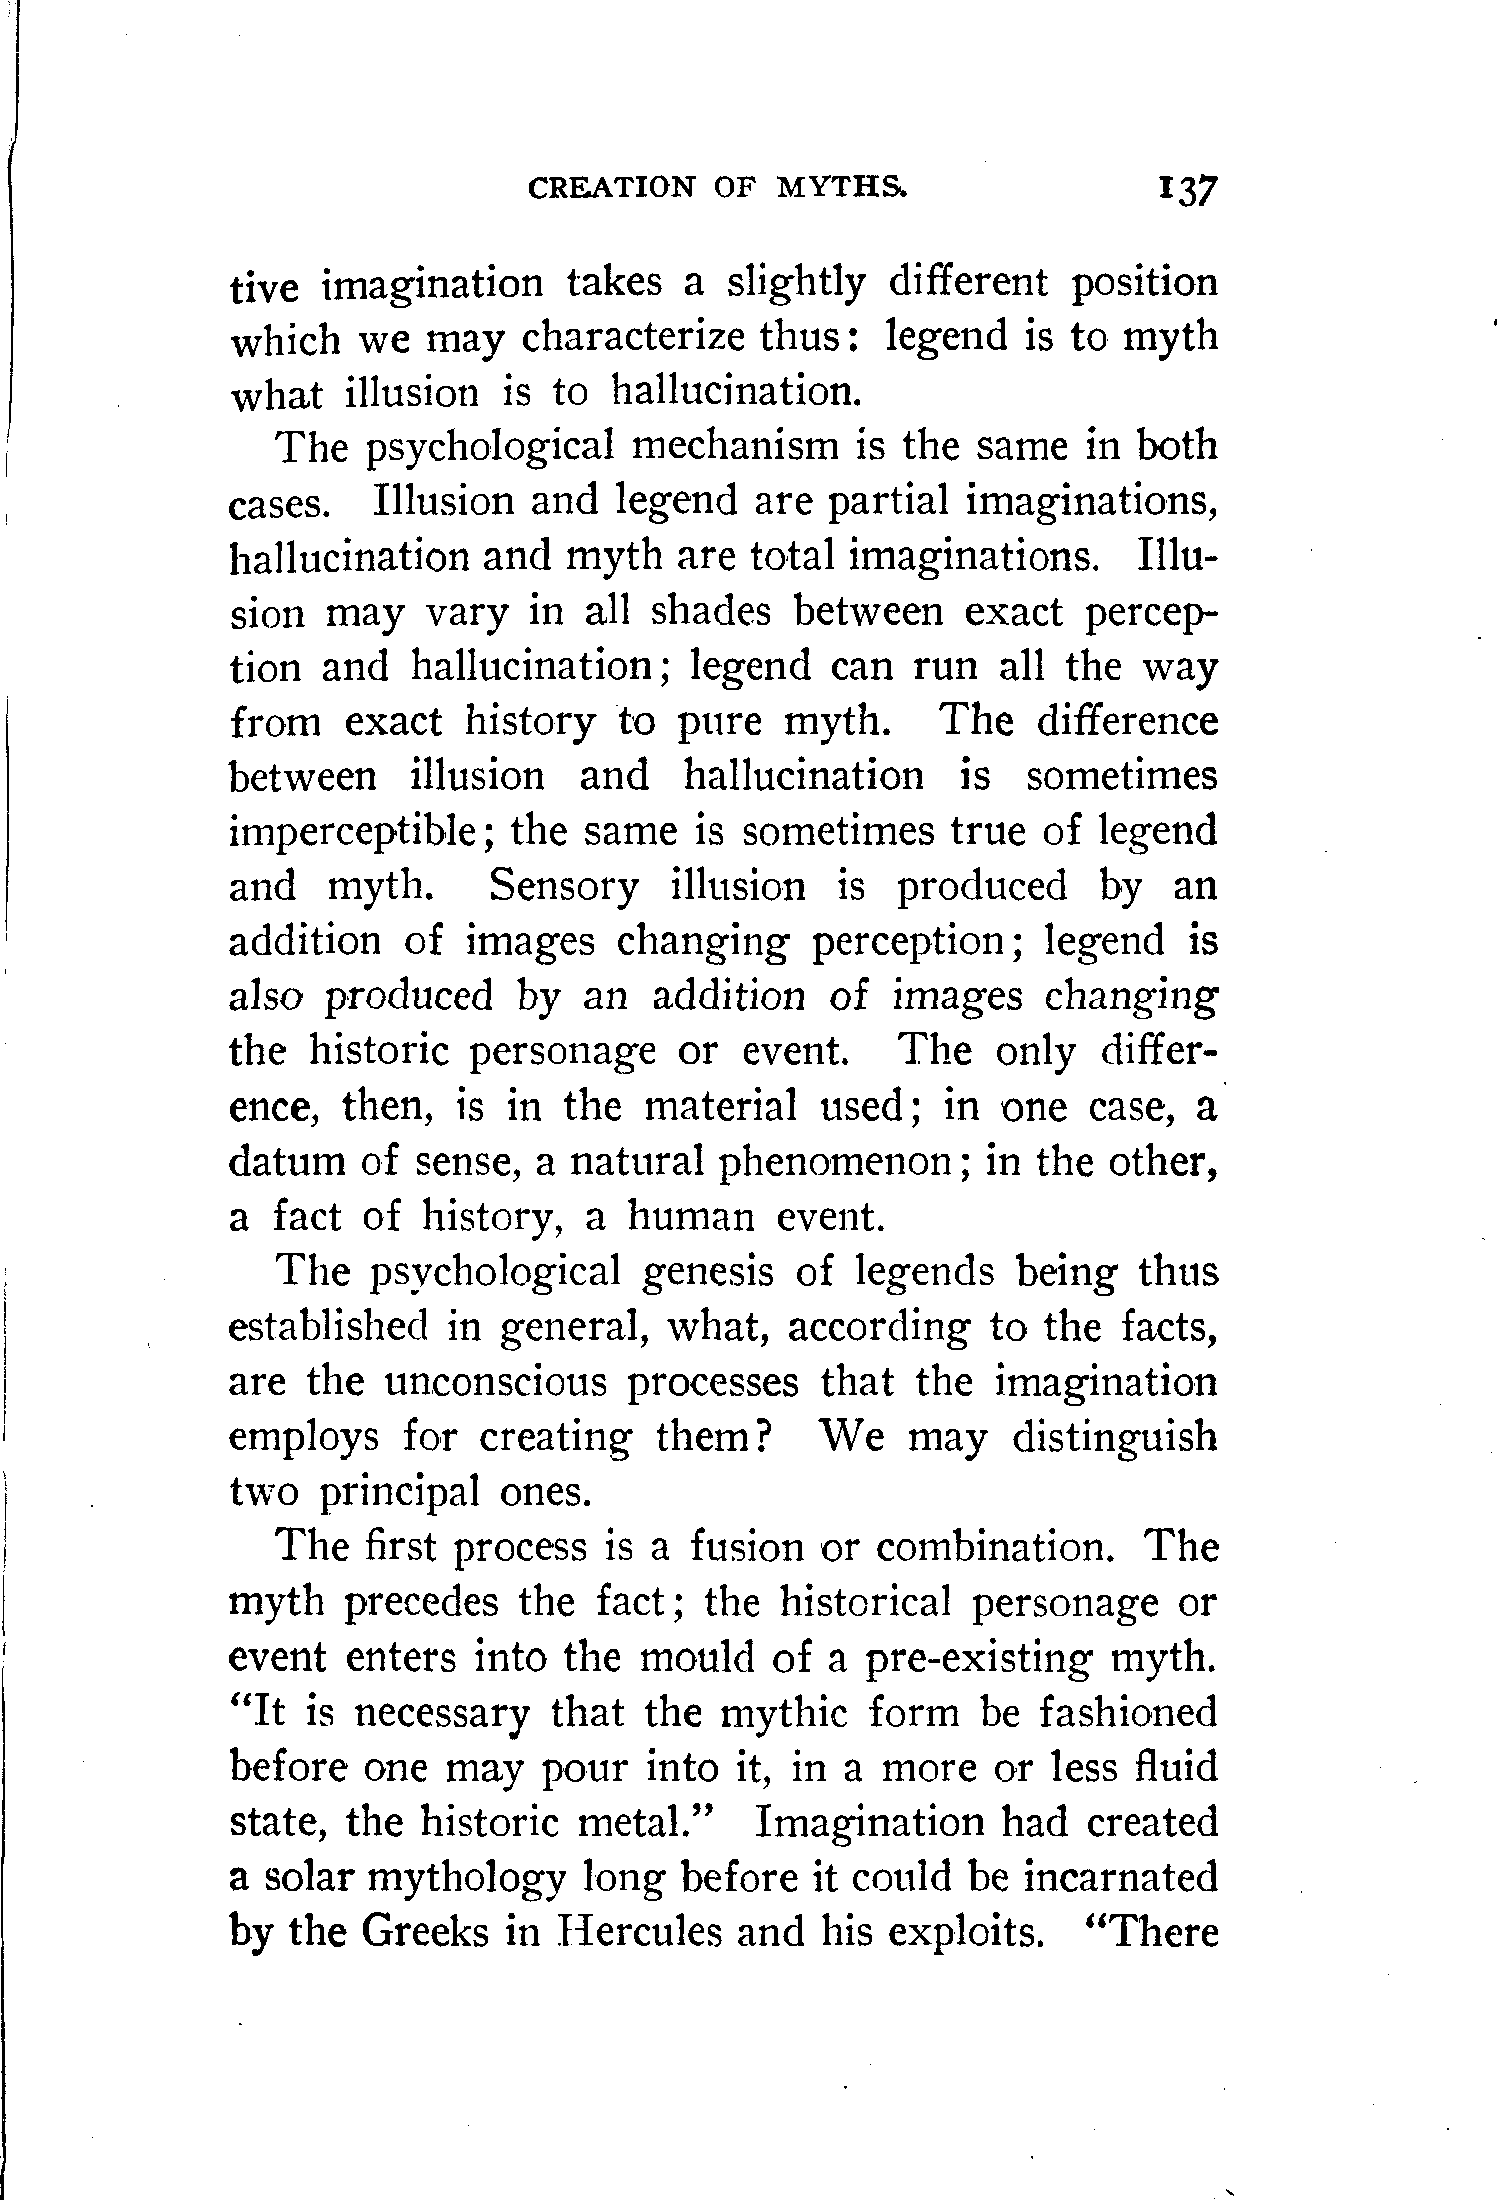 CREATION OF MYTHS. 137
tive imagination takes a slightly different position
which we may characterize thus: legend is to myth
what illusion is to hallucination.
The psychological mechanism is the same in both
cases. Illusion and legend are partial imaginations,
hallucination and myth are total imaginations. Illu-
sion may vary in all shades between exact percep-
tion and hallucination; legend can run all the way
from exact history to pure myth. The difference
between illusion and hallucination is sometimes
imperceptible; the same is sometimes true of legend
and myth. Sensory illusion is produced by an
addition of images changing perception; legend is
also produced by an addition of images changing
the historic personage or event. The only differ-
ence, then, is in the material used; in one case, a
datum of sense, a natural phenomenon; in the other,
a fact of history, a human event.
The psychological genesis of legends being thus
established in general, what, according to the facts,
are the unconscious processes that the imagination
employs for creating them? We may distinguish
two principal ones.
The first process is a fusion or combination. The
myth precedes the fact; the historical personage or
event enters into the mould of a pre-existing myth.
“It is necessary that the mythic form be fashioned
before one may pour into it, in a more or less fluid
state, the historic metal.” Imagination had created
a solar mythology long before it could be incarnated
by the Greeks in Hercules and his exploits. “There